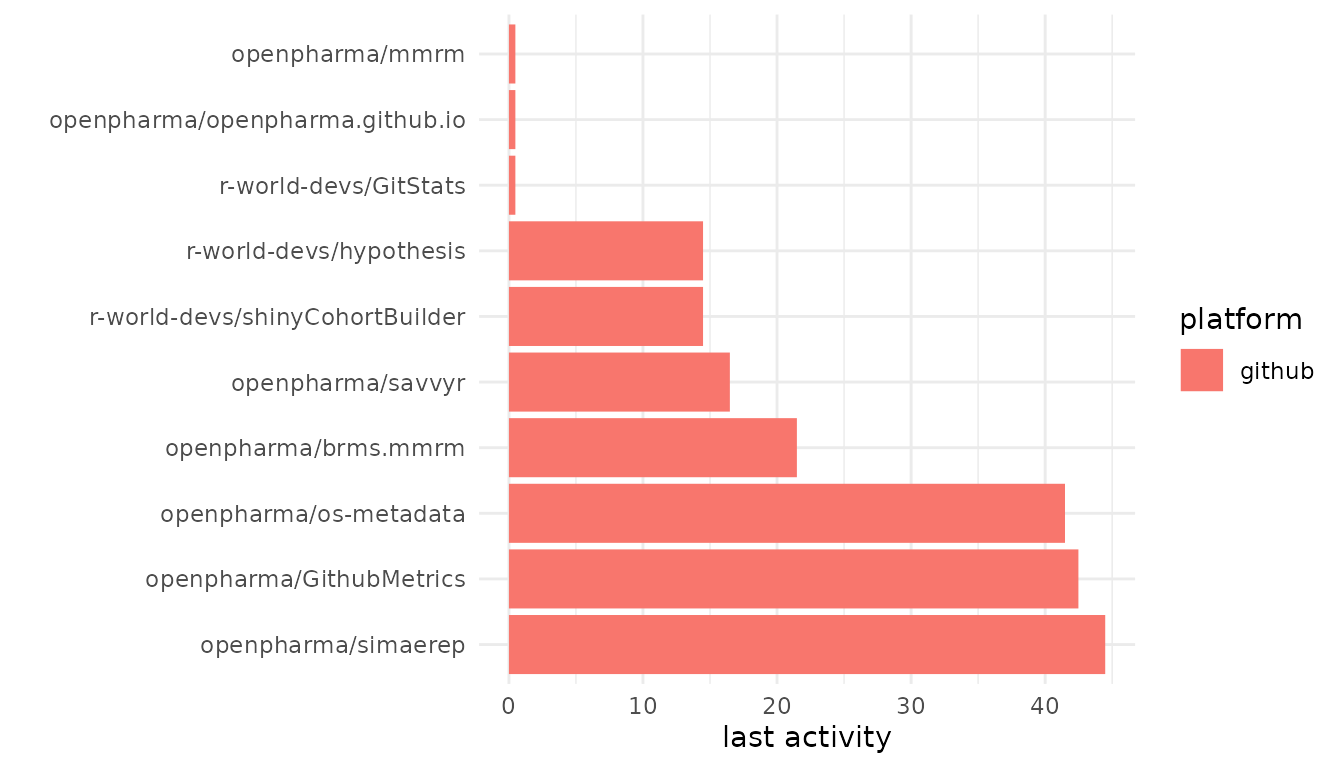 openpharma/mmrm
openpharma/openpharma.github.io
r-world-devs/GitStats
r-world-devs/hypothesis
r-world-devs/shinyCohortBuilder
openpharma/savvyr
openpharma/brms.mmrm
openpharma/os-metadata
openpharma/GithubMetrics
openpharma/simaerep
0 10 20 30 40
last activity
platform
github